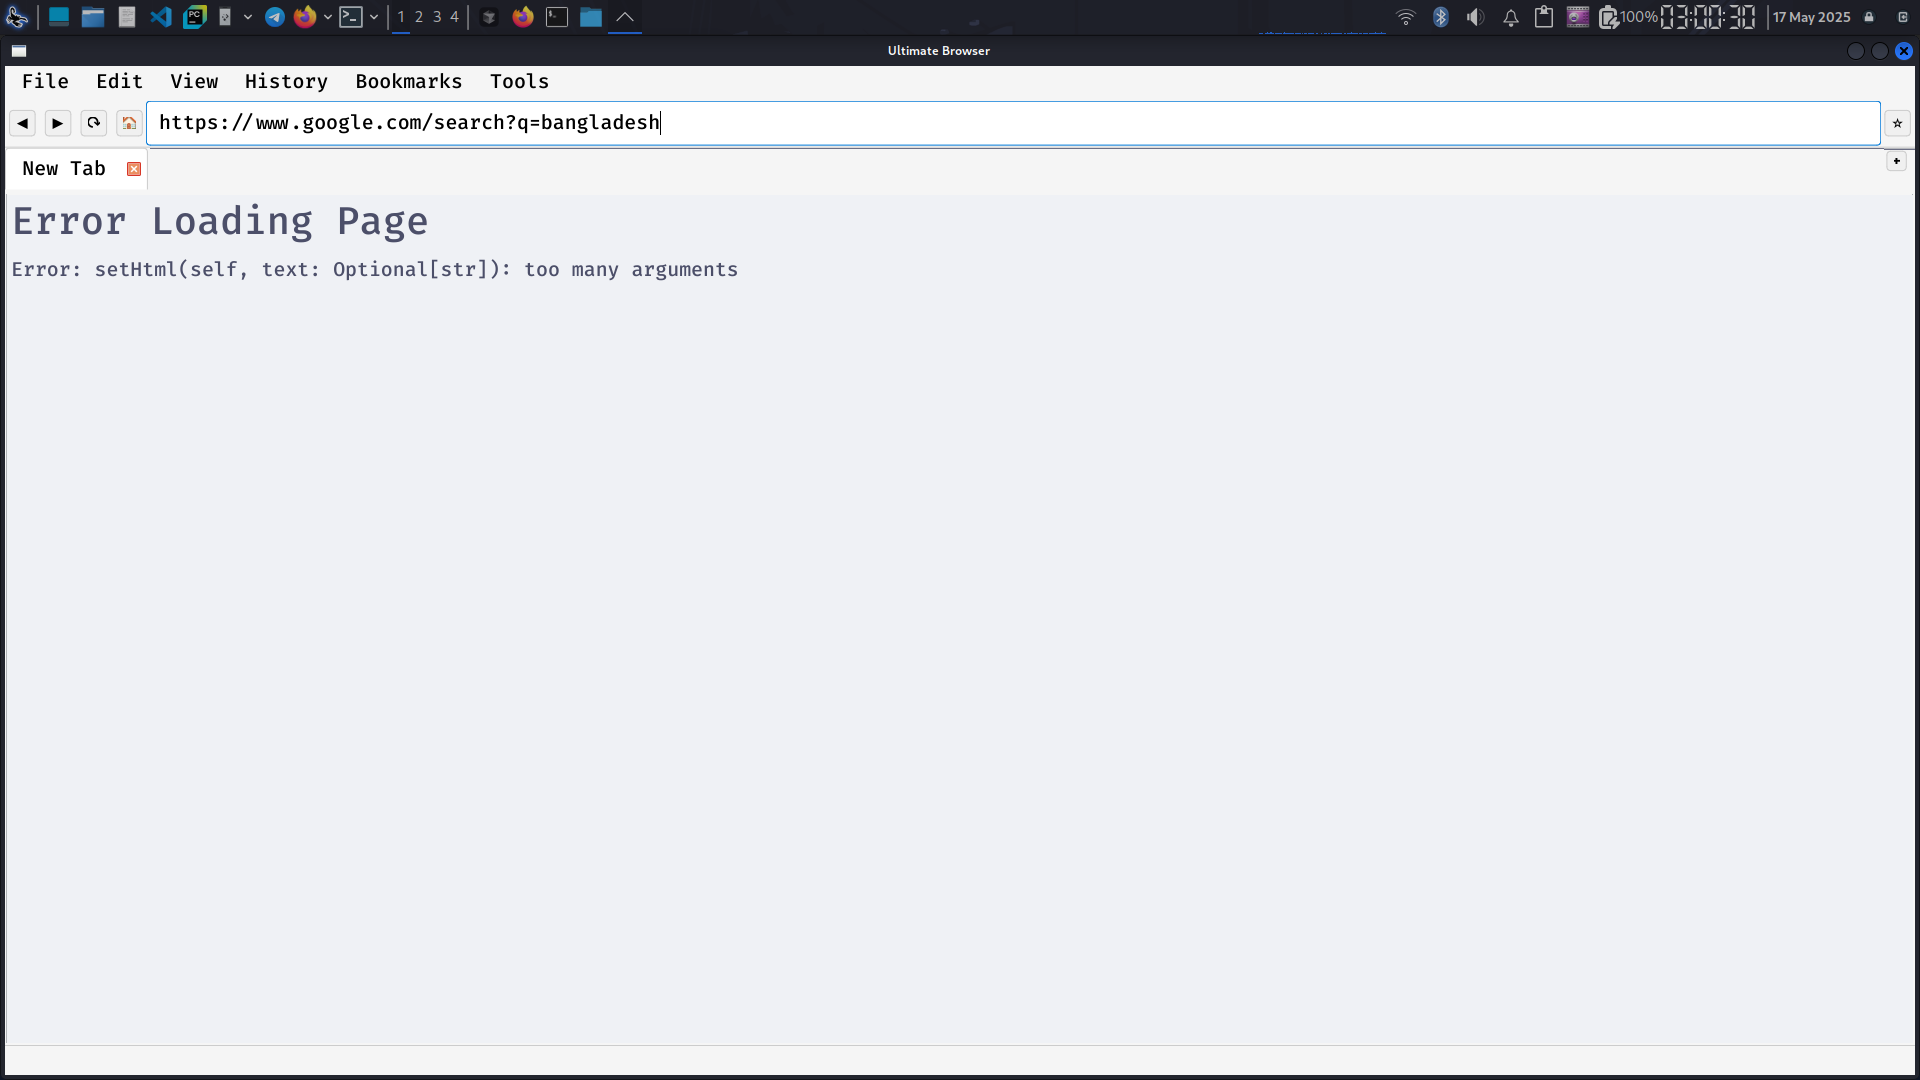 1 2 3 4 100% 03:00:30 17 May 2025
Ultimate Browser
File Edit View History Bookmarks Tools
https://www.google.com/search?q=bangladesh
New Tab
Error Loading Page
Error: setHtml(self, text: Optional[str]): too many arguments